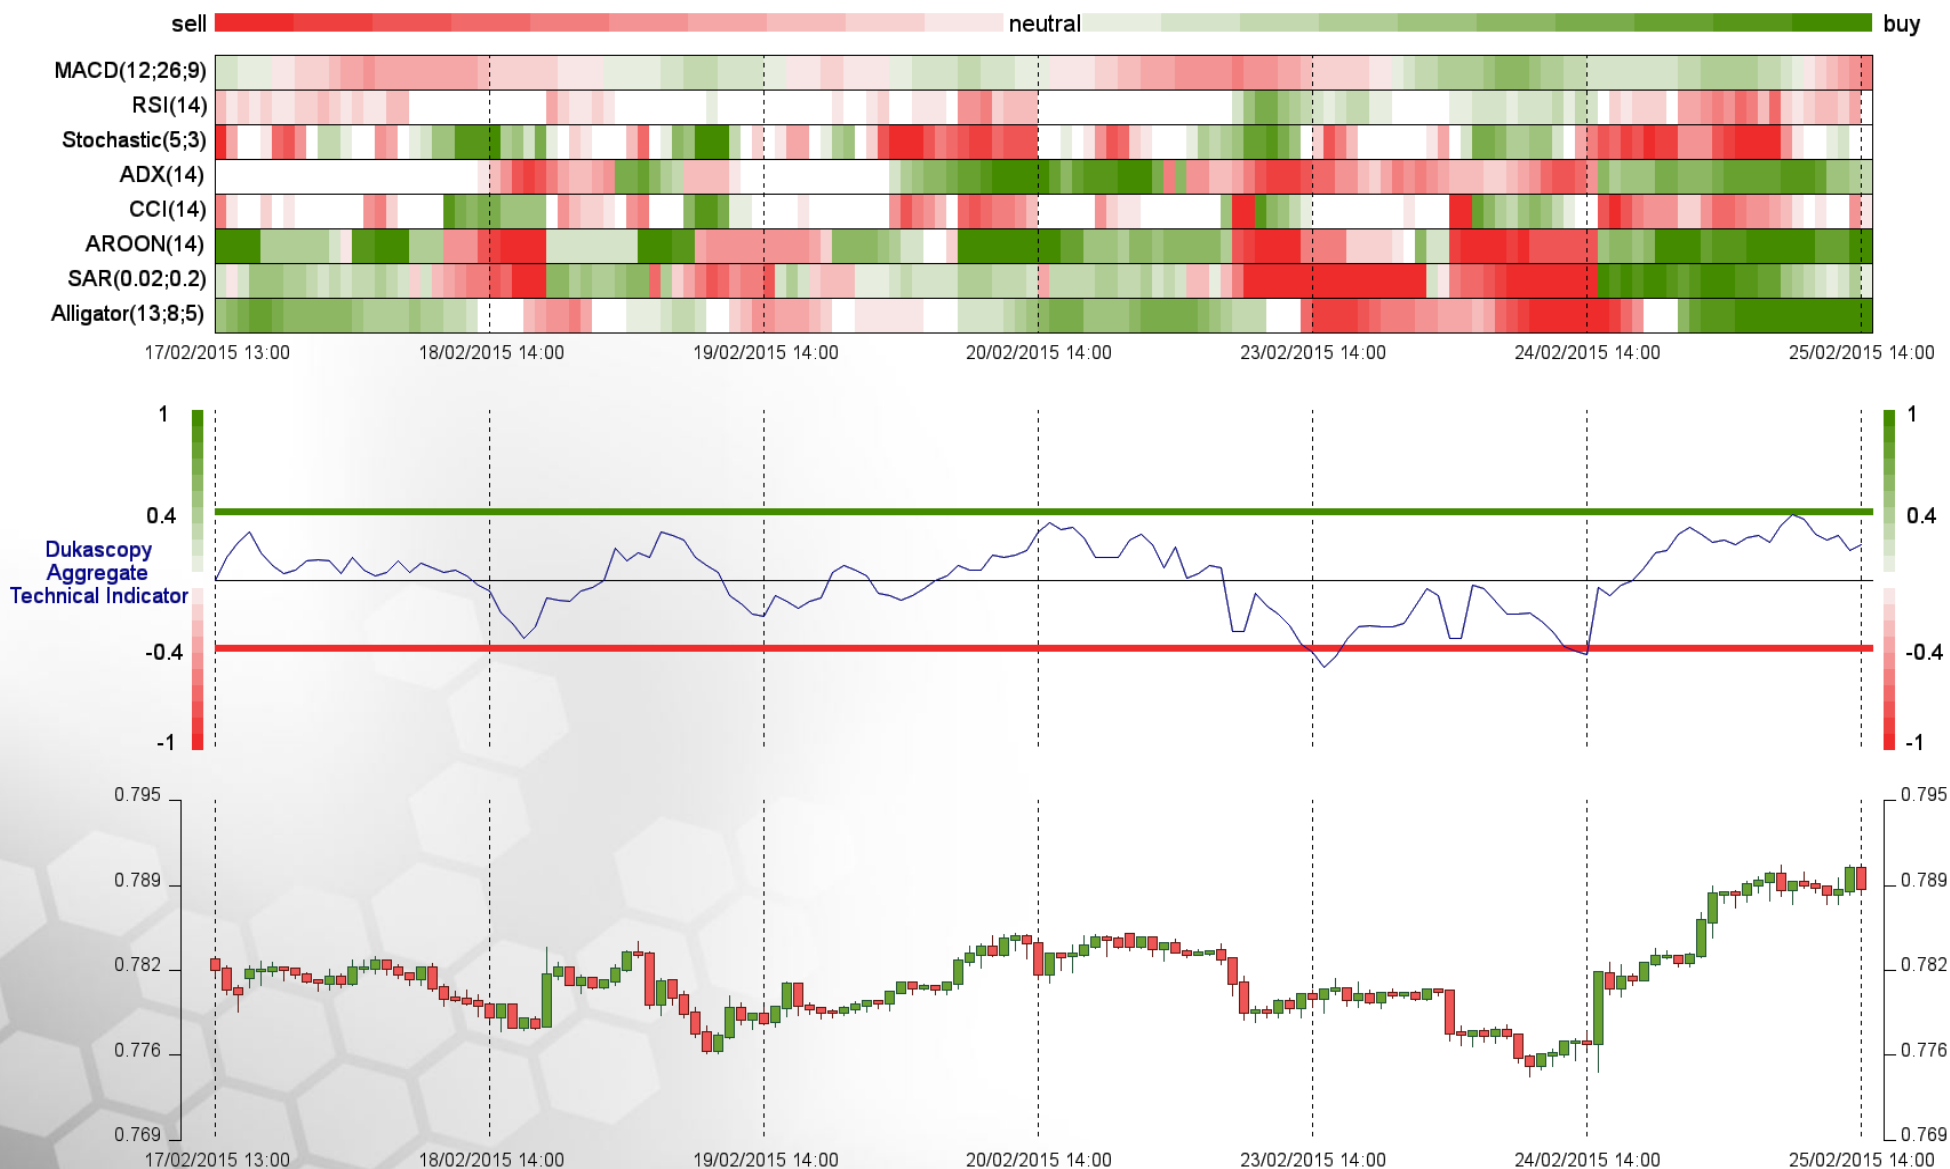 sell neutral buy
MACD(12;26;9)
RSI(14)
Stochastic(5;3)
ADX(14)
CCI(14)
AROON(14)
SAR(0.02;0.2)
Alligator(13;8;5)
17/02/2015 13:00 18/02/2015 14:00 19/02/2015 14:00 20/02/2015 14:00 23/02/2015 14:00 24/02/2015 14:00 25/02/2015 14:00
1 1
0.4 0.4
Dukascopy
Aggregate
Technical Indicator
-0.4 -0.4
-1 -1
0.795 0.795
0.789 0.789
0.782 0.782
0.776 0.776
0.769 0.769
17/02/2015 13:00 18/02/2015 14:00 19/02/2015 14:00 20/02/2015 14:00 23/02/2015 14:00 24/02/2015 14:00 25/02/2015 14:00